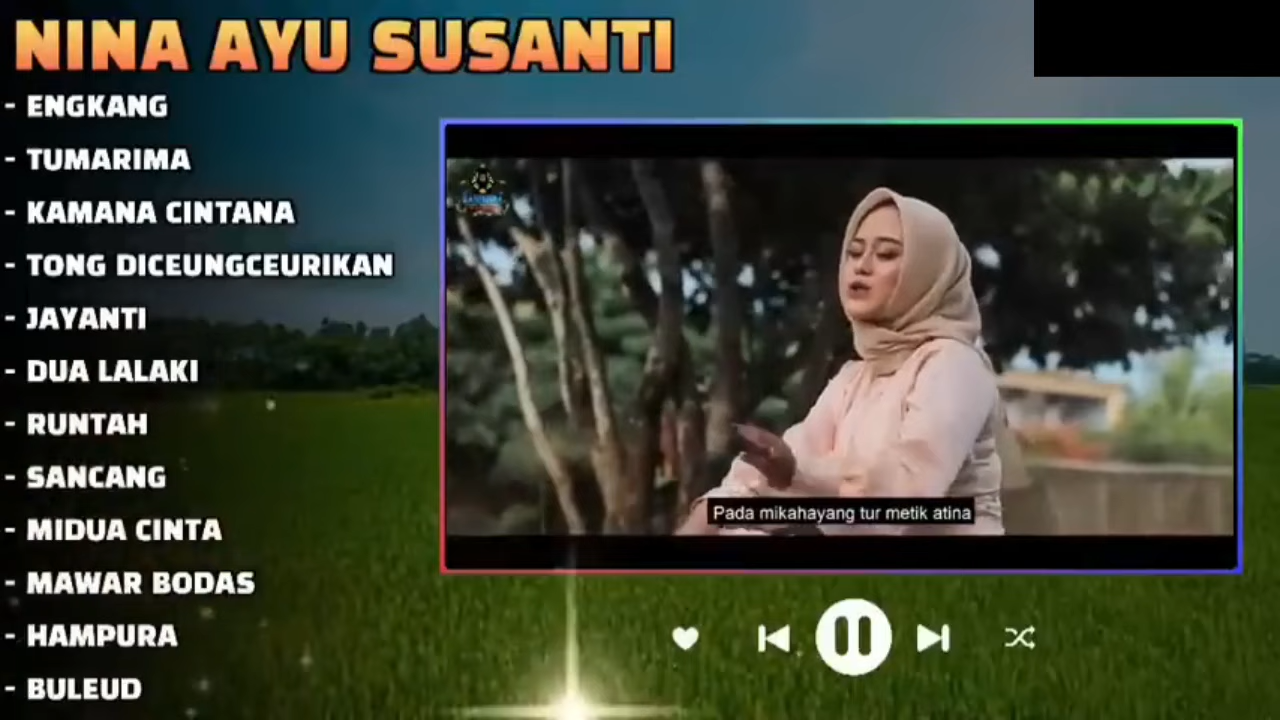 NINA AYU SUSANTI
- ENGKANG
- TUMARIMA
- KAMANA CINTANA
- TONG DICEUNGCEURIKAN
- JAYANTI
- DUA LALAKI
- RUNTAH
- SANCANG
- MIDUA CINTA
- MAWAR BODAS
- HAMPURA
- BULEUD
Pada mikahayang tur metik atina